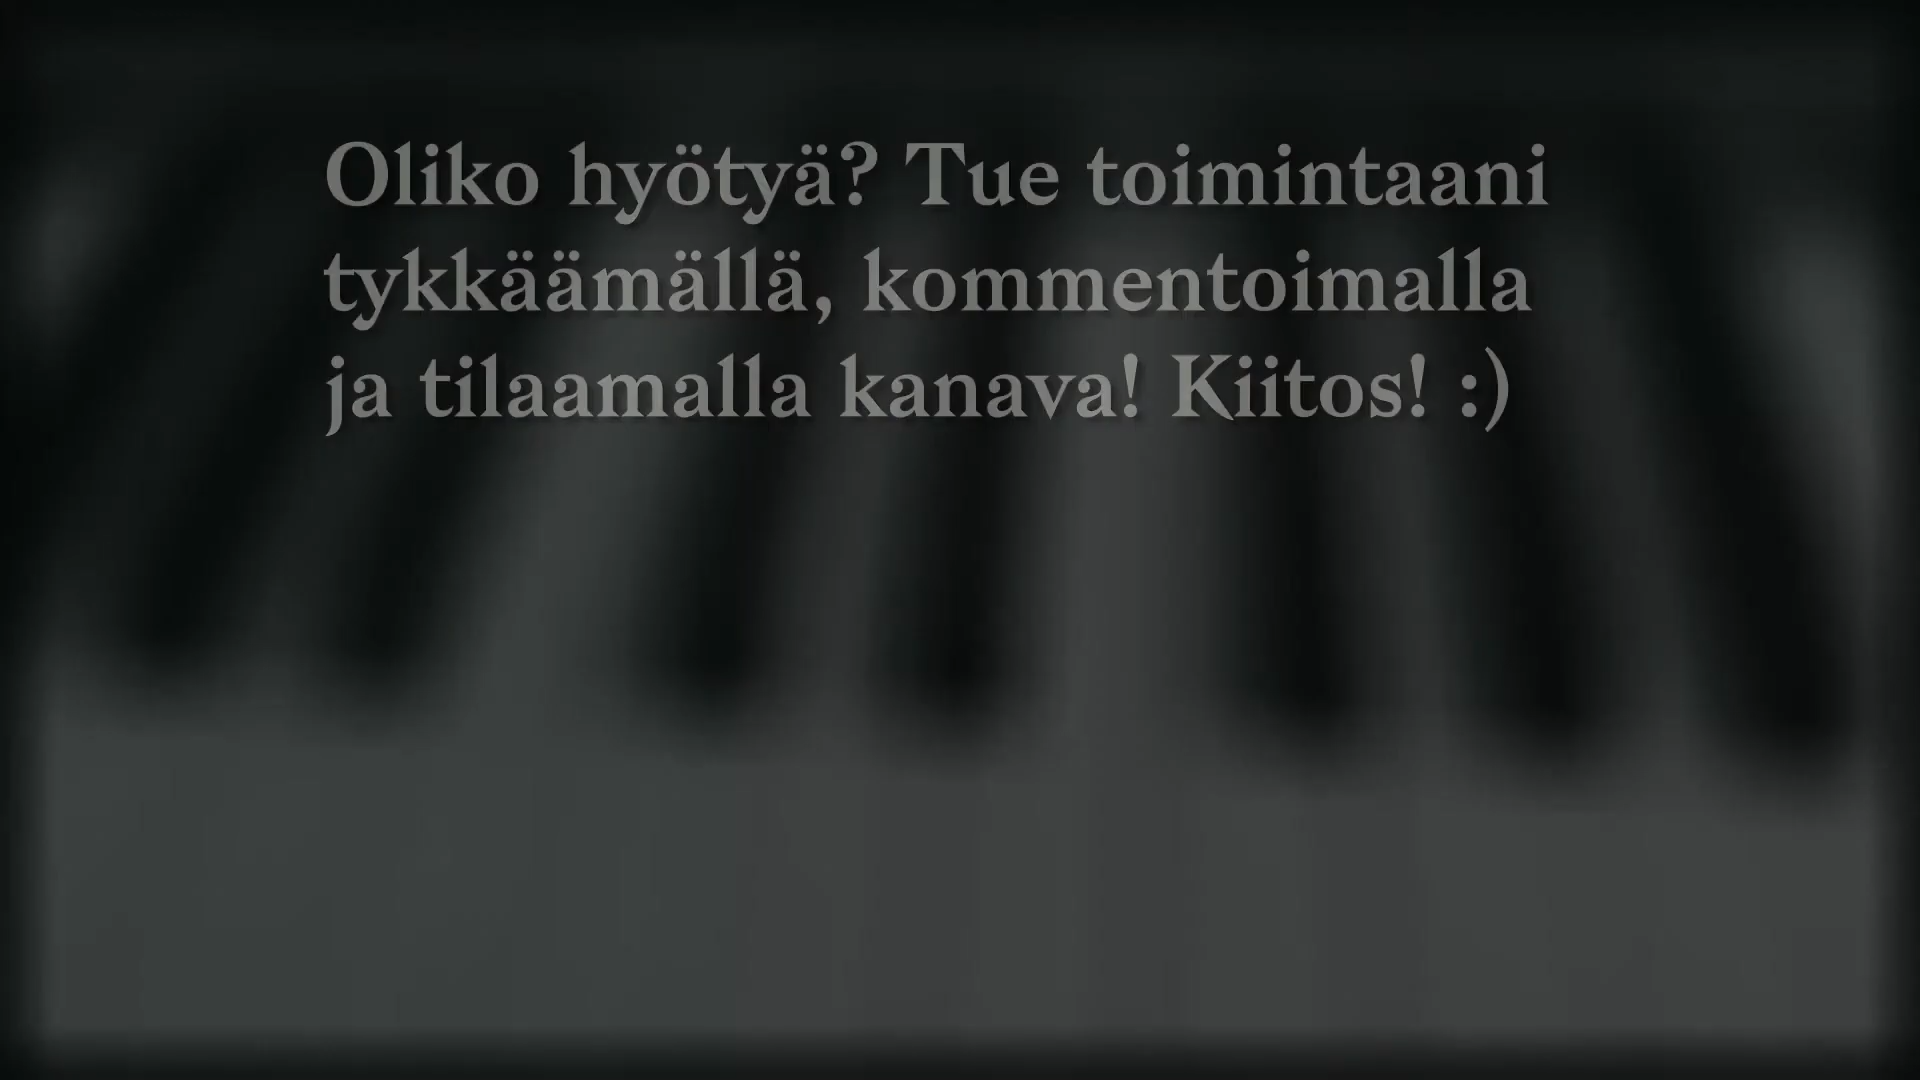 Oliko hyötyä? Tue toimintaani
tykkäämällä, kommentoimalla
ja tilaamalla kanava! Kiitos! :)